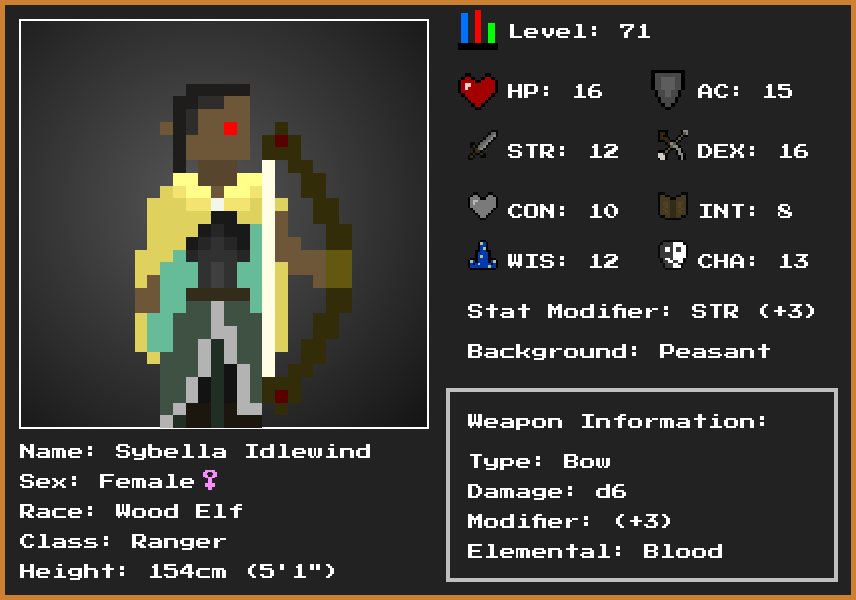 Level: 71
HP: 16 AC: 15
STR: 12 DEX: 16
CON: 10 INT: 8
WIS: 12 CHA: 13
Stat Modifier: STR (+3)
Background: Peasant
Weapon Information:
Type: Bow
Damage: d6
Modifier: (+3)
Elemental: Blood
Name: Sybella Idlewind
Sex: Female♀
Race: Wood Elf
Class: Ranger
Height: 154cm (5'1")